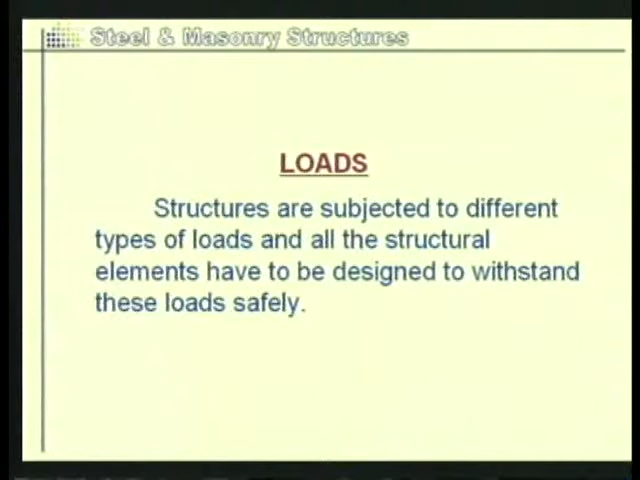 Steel & Masonry Structures
LOADS
Structures are subjected to different
types of loads and all the structural
elements have to be designed to withstand
these loads safely.